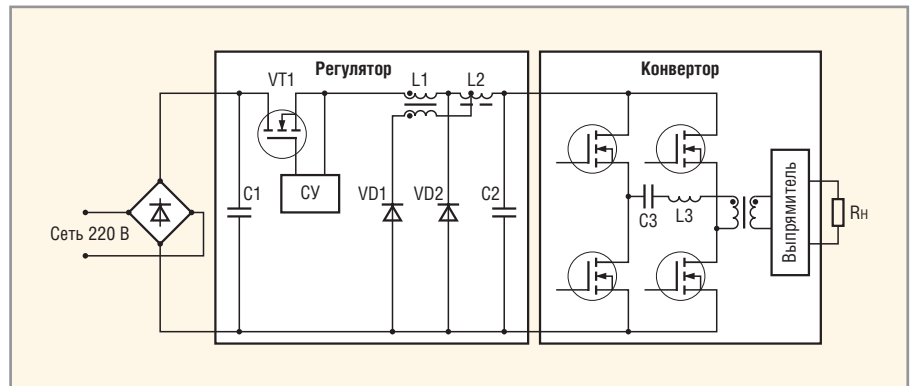 Регулятор
Конвертор
VT1
L1
L2
C1
СУ
VD1
VD2
C2
C3
L3
Выпрямитель
Rн
Сеть 220 В